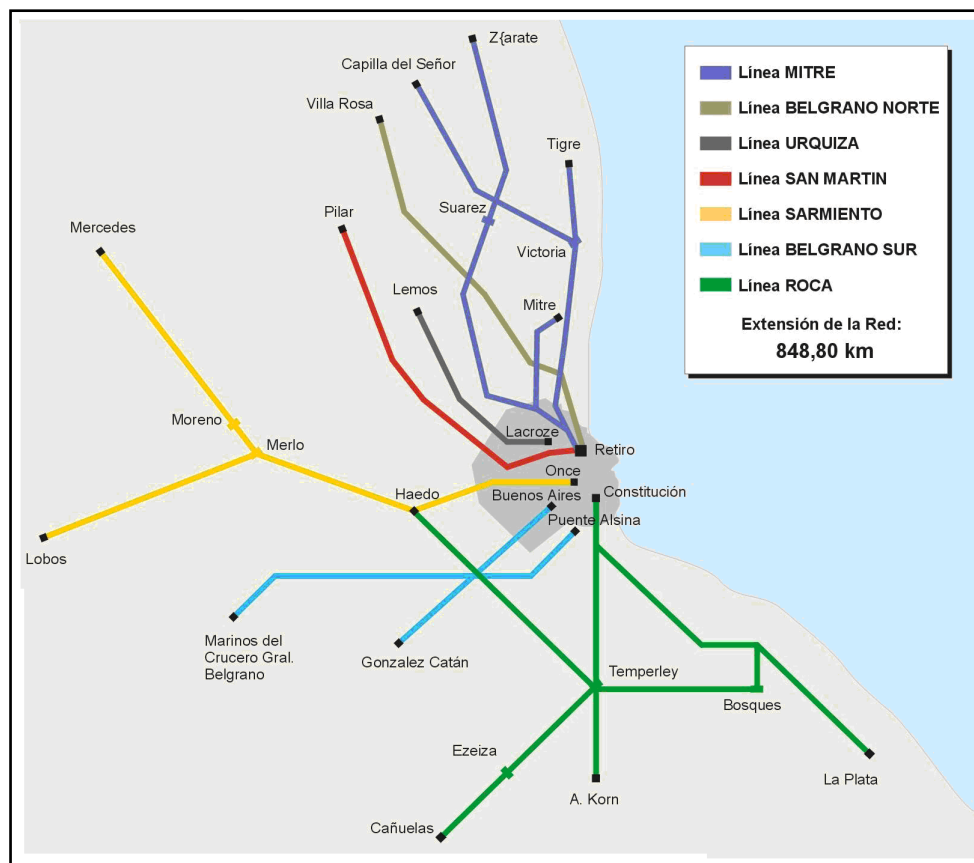 Z{arate
Capilla del Señor
Villa Rosa
Tigre
Suarez
Pilar
Mercedes
Victoria
Lemos
Mitre
Moreno
Merlo
Lacroze
Retiro
Once
Haedo
Buenos Aires
Constitución
Puente Alsina
Lobos
Marinos del
Crucero Gral.
Belgrano
Gonzalez Catán
Temperley
Bosques
Ezeiza
La Plata
A. Korn
Cañuelas
Línea MITRE
Línea BELGRANO NORTE
Línea URQUIZA
Línea SAN MARTIN
Línea SARMIENTO
Línea BELGRANO SUR
Línea ROCA
Extensión de la Red:
848,80 km